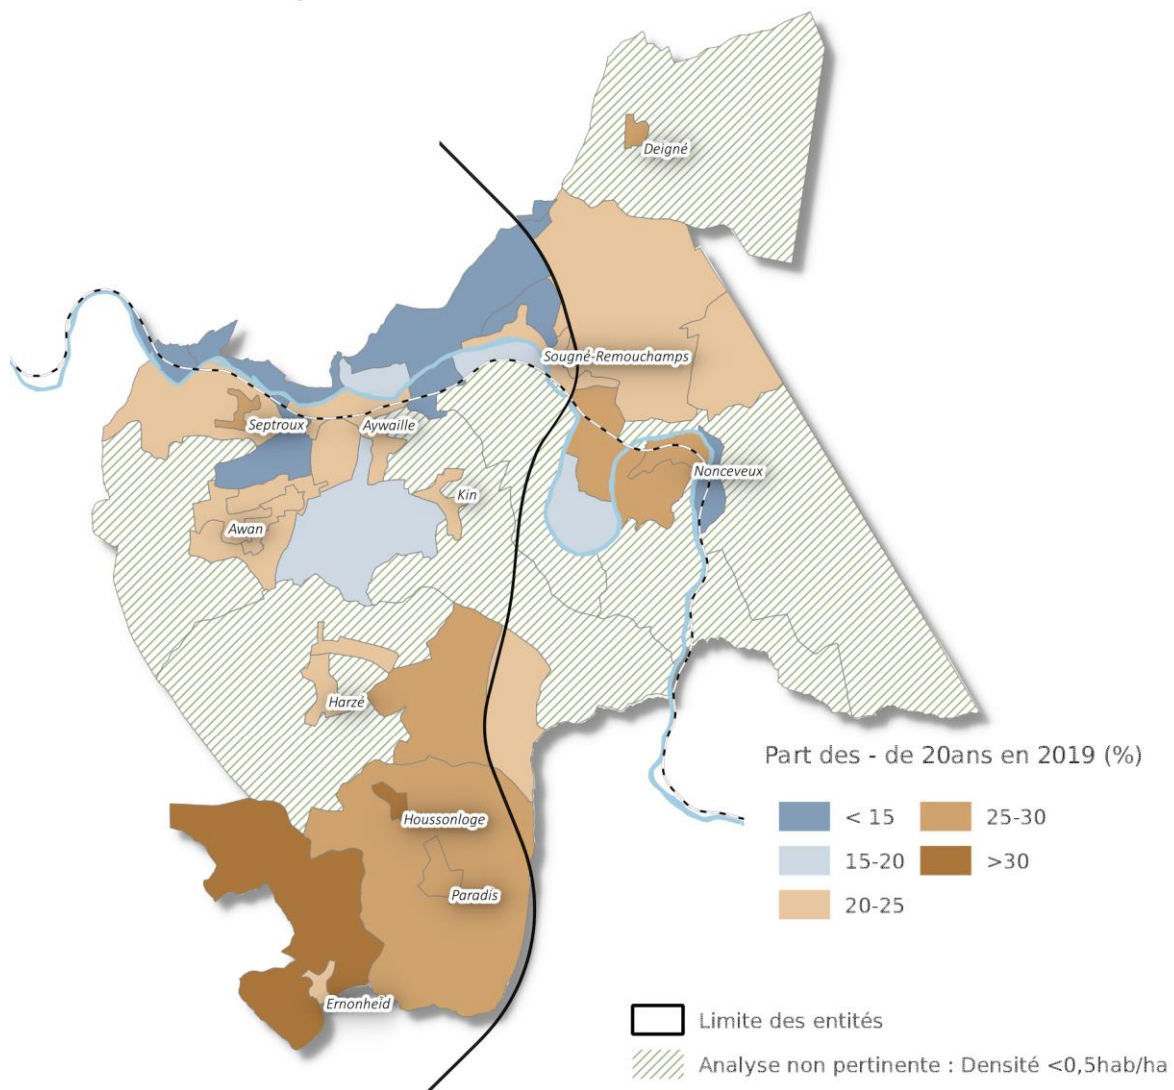 Deigné
Sougné-Remouchamps
Septroux
Aywaille
Nonceveux
Kin
Awan
Harzé
Part des - de 20ans en 2019 (%)
< 15
25-30
15-20
>30
20-25
Houssonloge
Paradis
Ernonheid
Limite des entités
Analyse non pertinente : Densité <0,5hab/ha